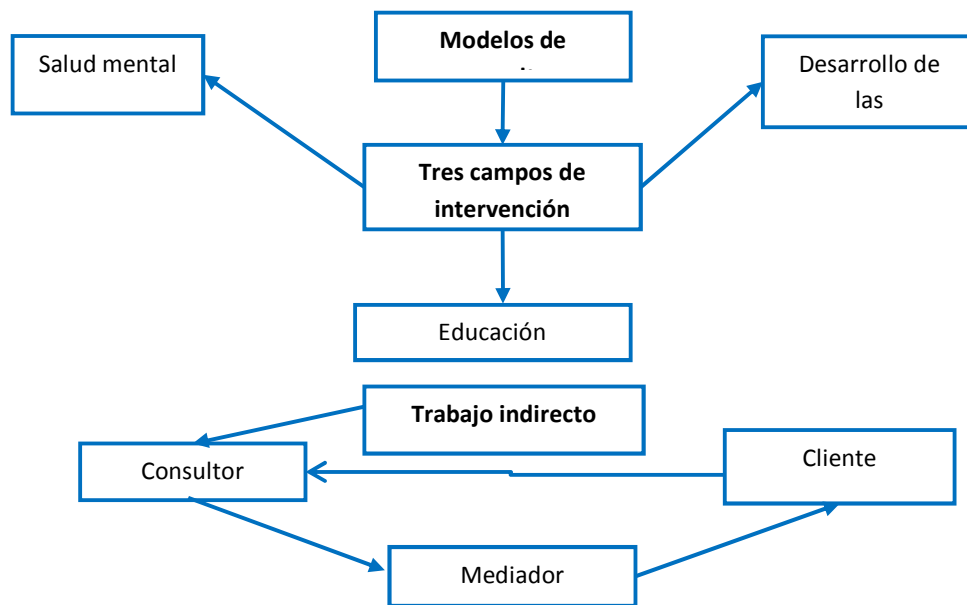 Modelos de
Salud mental
Desarrollo de
las
Tres campos de
intervención
Educación
Trabajo indirecto
Consultor
Cliente
Mediador